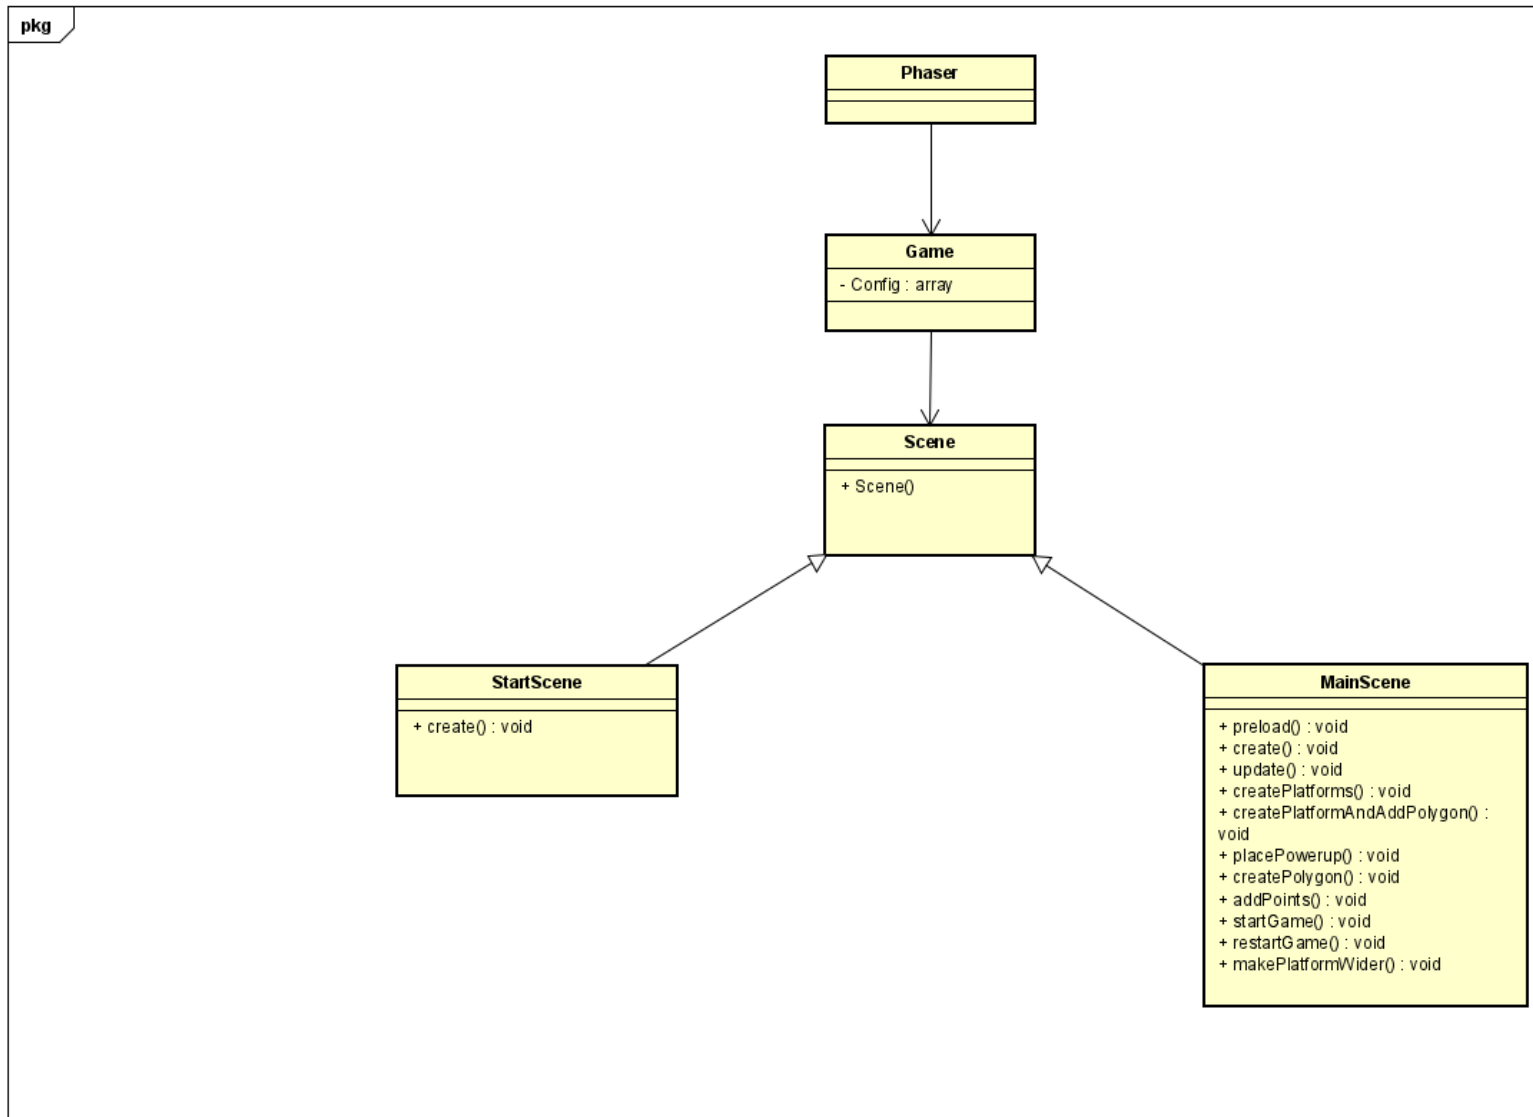 pkg
Phaser
Game
- Config : array
Scene
+ Scene()
StartScene
+ create() : void
MainScene
+ preload() : void
+ create() : void
+ update() : void
+ createPlatforms() : void
+ createPlatformAndAddPolygon() :
void
+ placePowerup() : void
+ createPolygon() : void
+ addPoints() : void
+ startGame() : void
+ restartGame() : void
+ makePlatformWider() : void